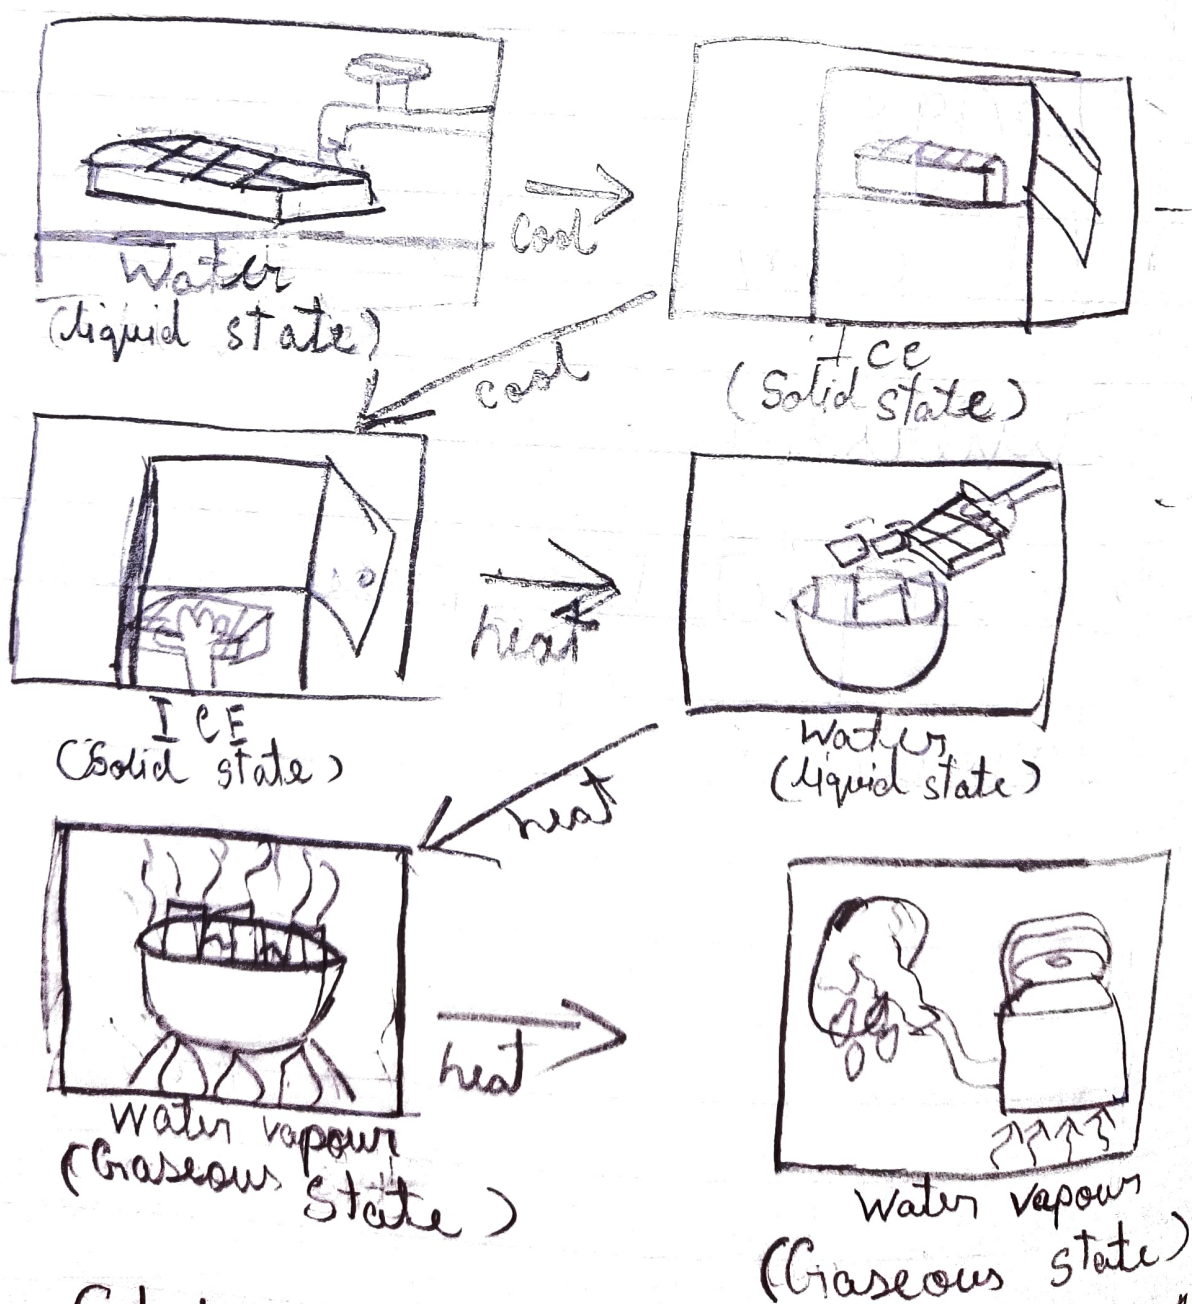 Water
(liquid state)
cool
ICE
(Solid state)
cool
ICE
(Solid state)
heat
Water
(liquid state)
heat
Water vapour
(Gaseous State)
heat
Water vapour
(Gaseous state)